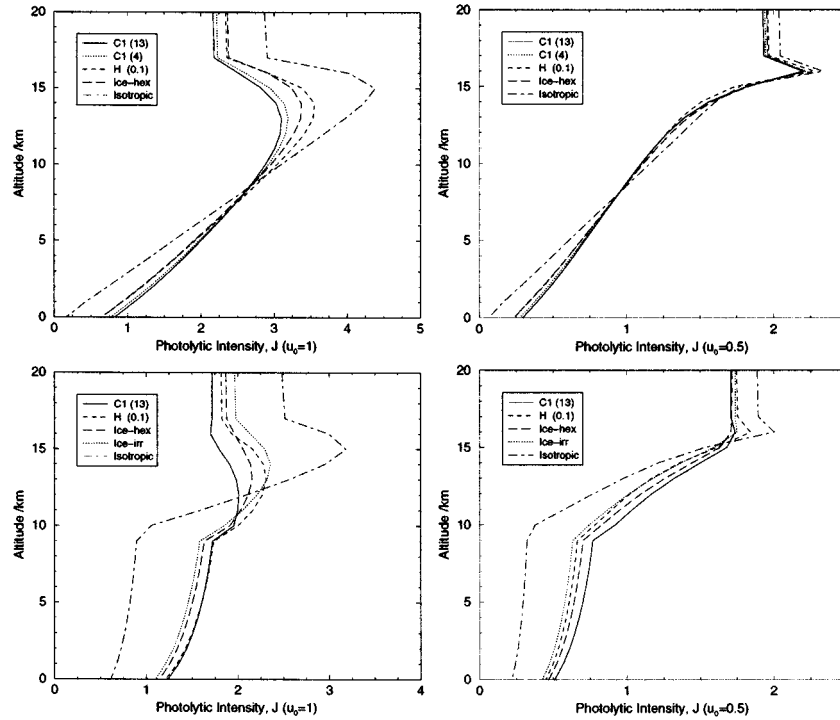 20
15
10
5
0
Altitude /km
C1 (13)
C1 (4)
H (0.1)
Ice-hex
Isotropic
0 1 2 3 4 5
Photolytic Intensity, J (u₀=1)
20
15
10
5
0
Altitude /km
C1 (13)
C1 (4)
H (0.1)
Ice-hex
Isotropic
0 1 2
Photolytic Intensity, J (u₀=0.5)
20
15
10
5
0
Altitude /km
C1 (13)
H (0.1)
Ice-hex
Ice-irr
Isotropic
0 1 2 3 4
Photolytic Intensity, J (u₀=1)
20
15
10
5
0
Altitude /km
C1 (13)
H (0.1)
Ice-hex
Ice-irr
Isotropic
0 1 2
Photolytic Intensity, J (u₀=0.5)